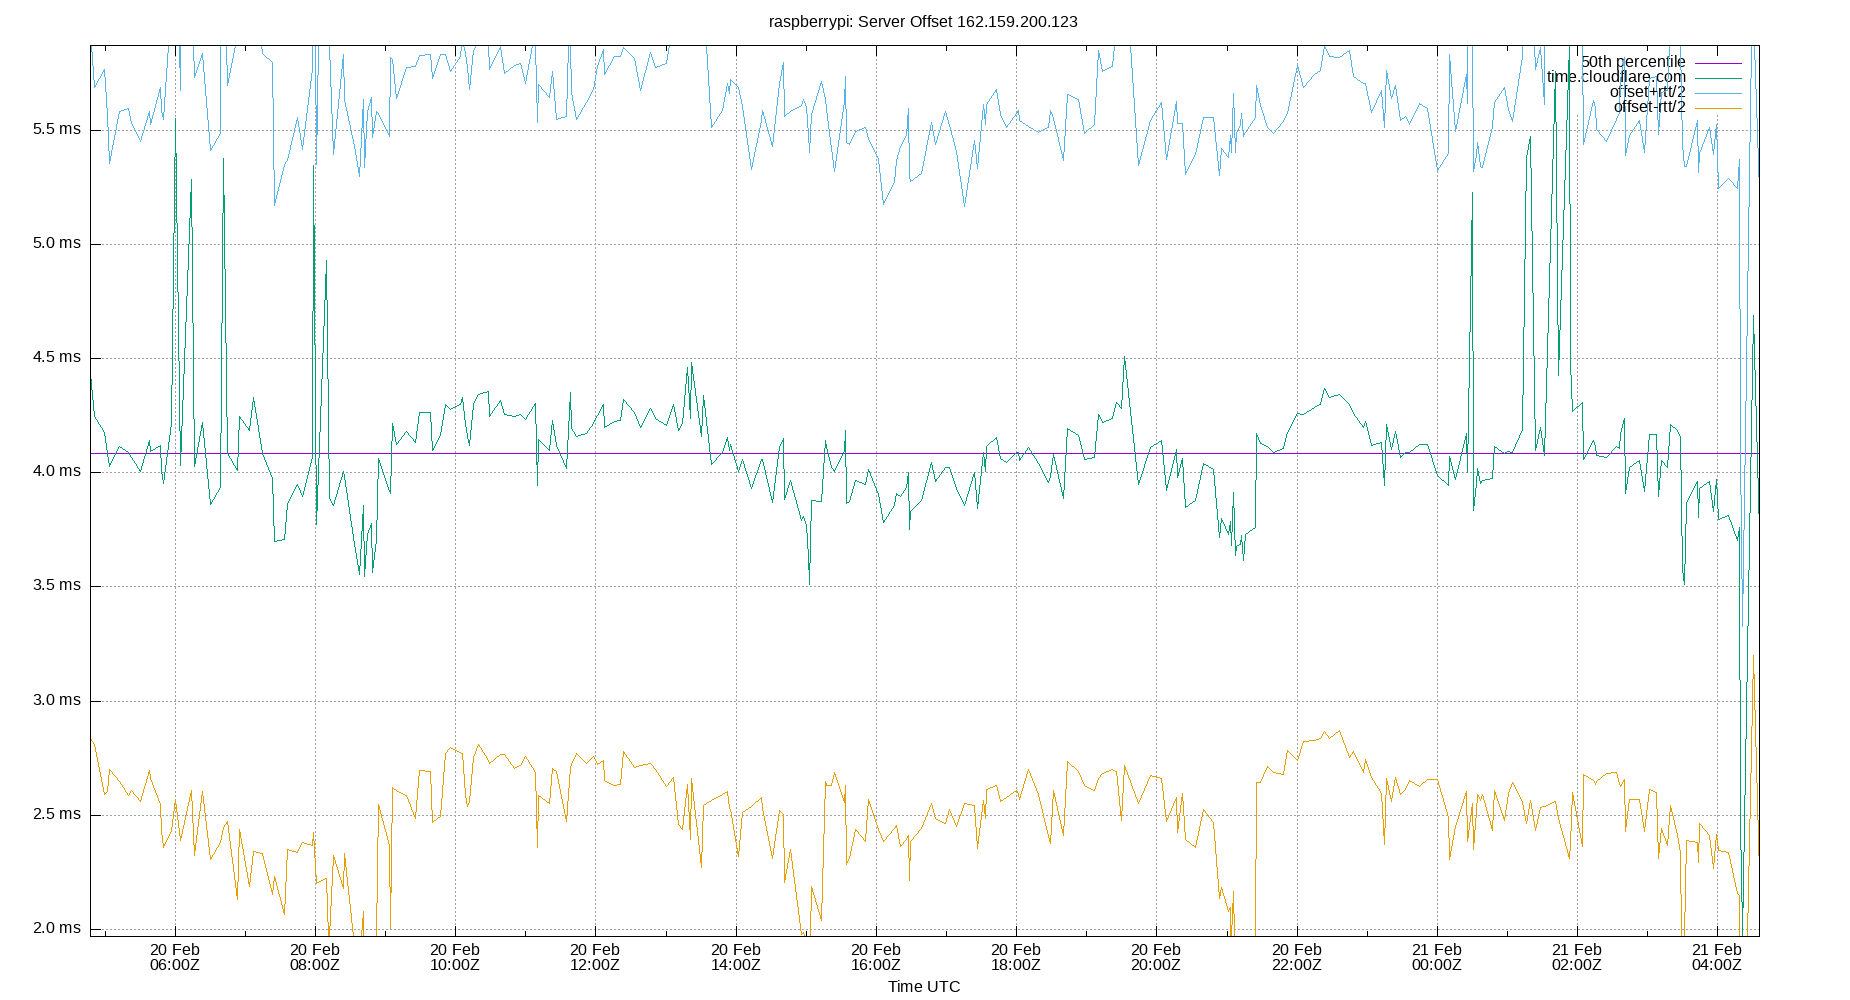 raspberrypi: Server Offset 162.159.200.123
50th percentile
time.cloudflare.com
offset+rtt/2
offset-rtt/2
5.5 ms
5.0 ms
4.5 ms
4.0 ms
3.5 ms
3.0 ms
2.5 ms
2.0 ms
20 Feb 20 Feb 20 Feb 20 Feb 20 Feb 20 Feb 20 Feb 20 Feb 20 Feb 21 Feb 21 Feb 21 Feb
06:00Z 08:00Z 10:00Z 12:00Z 14:00Z 16:00Z 18:00Z 20:00Z 22:00Z 00:00Z 02:00Z 04:00Z
Time UTC